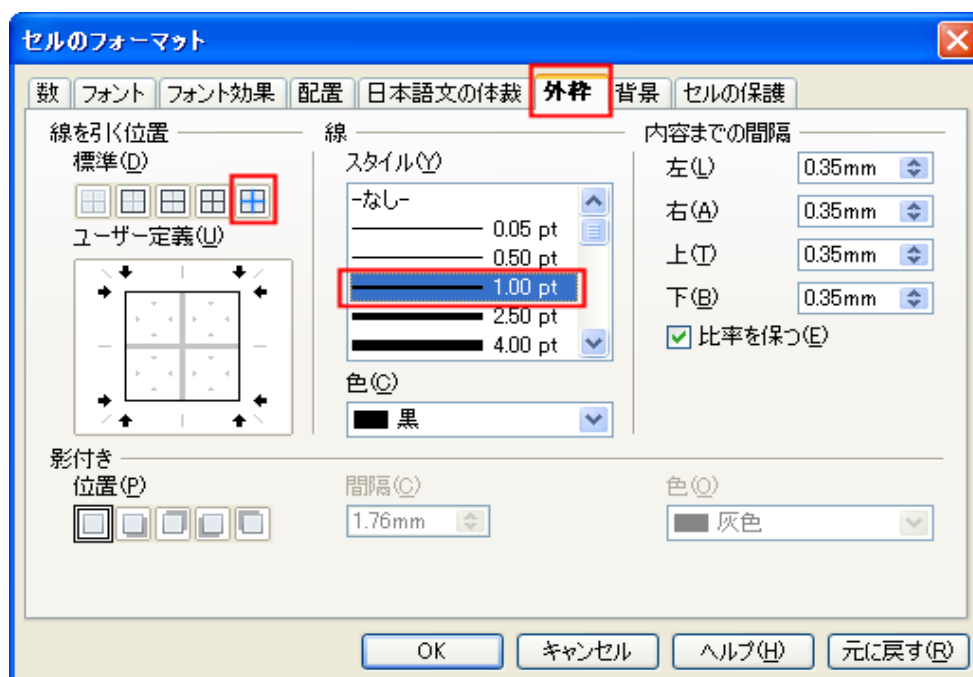 セルのフォーマット
数 フォント フォント効果 配置 日本語文の体裁 外枠 背景 セルの保護
線を引く位置
標準(D)
ユーザー定義(U)
線
スタイル(Y)
-なし-
0.05 pt
0.50 pt
1.00 pt
2.50 pt
4.00 pt
色(C)
黒
内容までの間隔
左(L) 0.35mm
右(A) 0.35mm
上(T) 0.35mm
下(B) 0.35mm
比率を保つ(E)
影付き
位置(P)
間隔(C)
1.76mm
色(O)
灰色
OK キャンセル ヘルプ(H) 元に戻す(R)